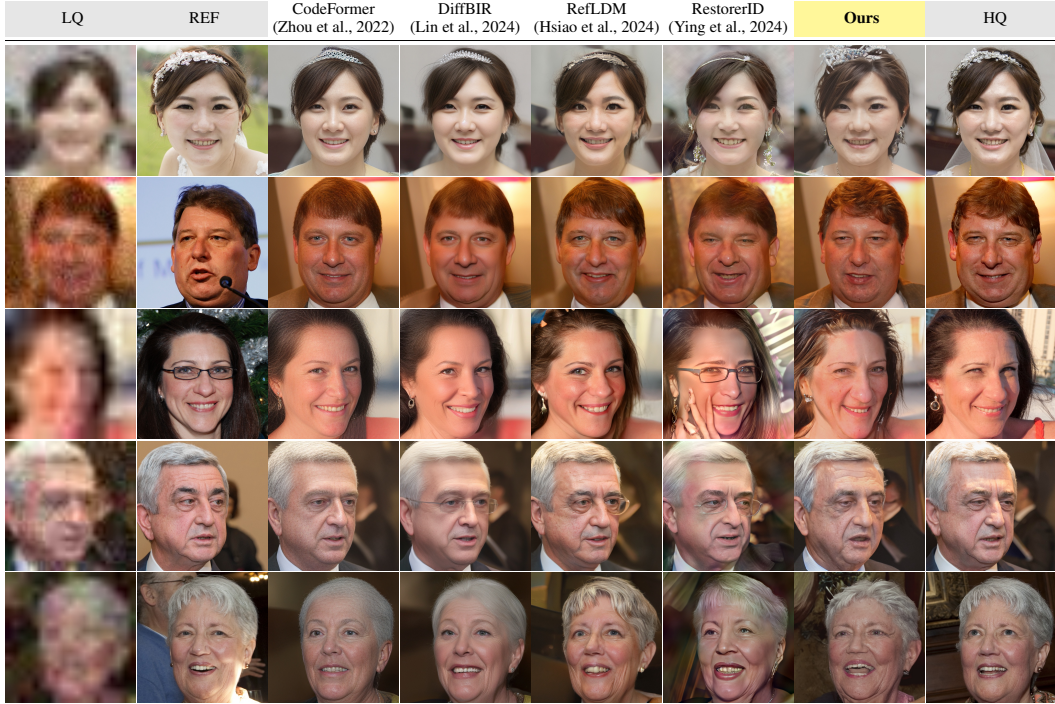 LQ
REF
CodeFormer
(Zhou et al., 2022)
DiffBIR
(Lin et al., 2024)
RefLDM
(Hsiao et al., 2024)
RestorerID
(Ying et al., 2024)
Ours
HQ